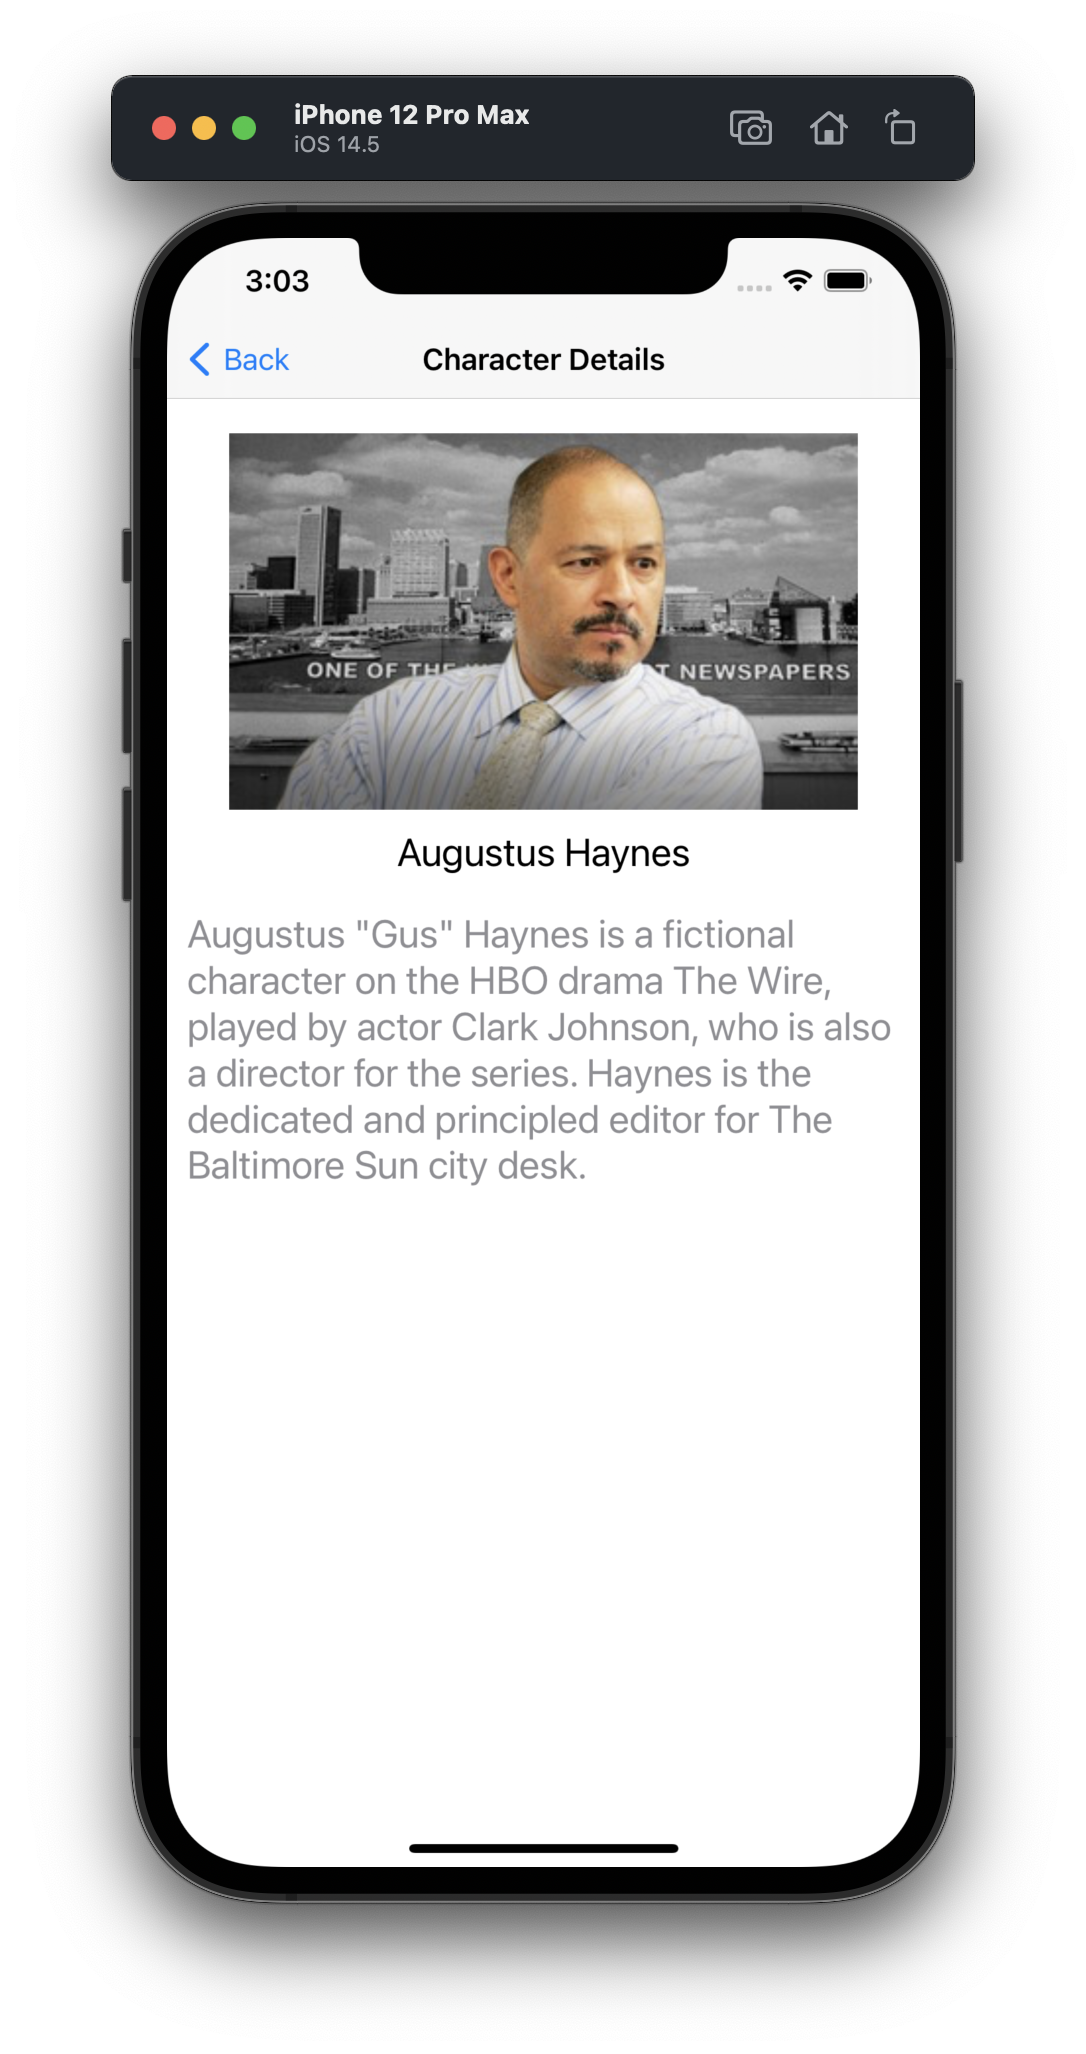 iPhone 12 Pro Max
iOS 14.5
3:03
Back
Character Details
ONE OF THE T NEWSPAPERS
Augustus Haynes
Augustus "Gus" Haynes is a fictional
character on the HBO drama The Wire,
played by actor Clark Johnson, who is also
a director for the series. Haynes is the
dedicated and principled editor for The
Baltimore Sun city desk.